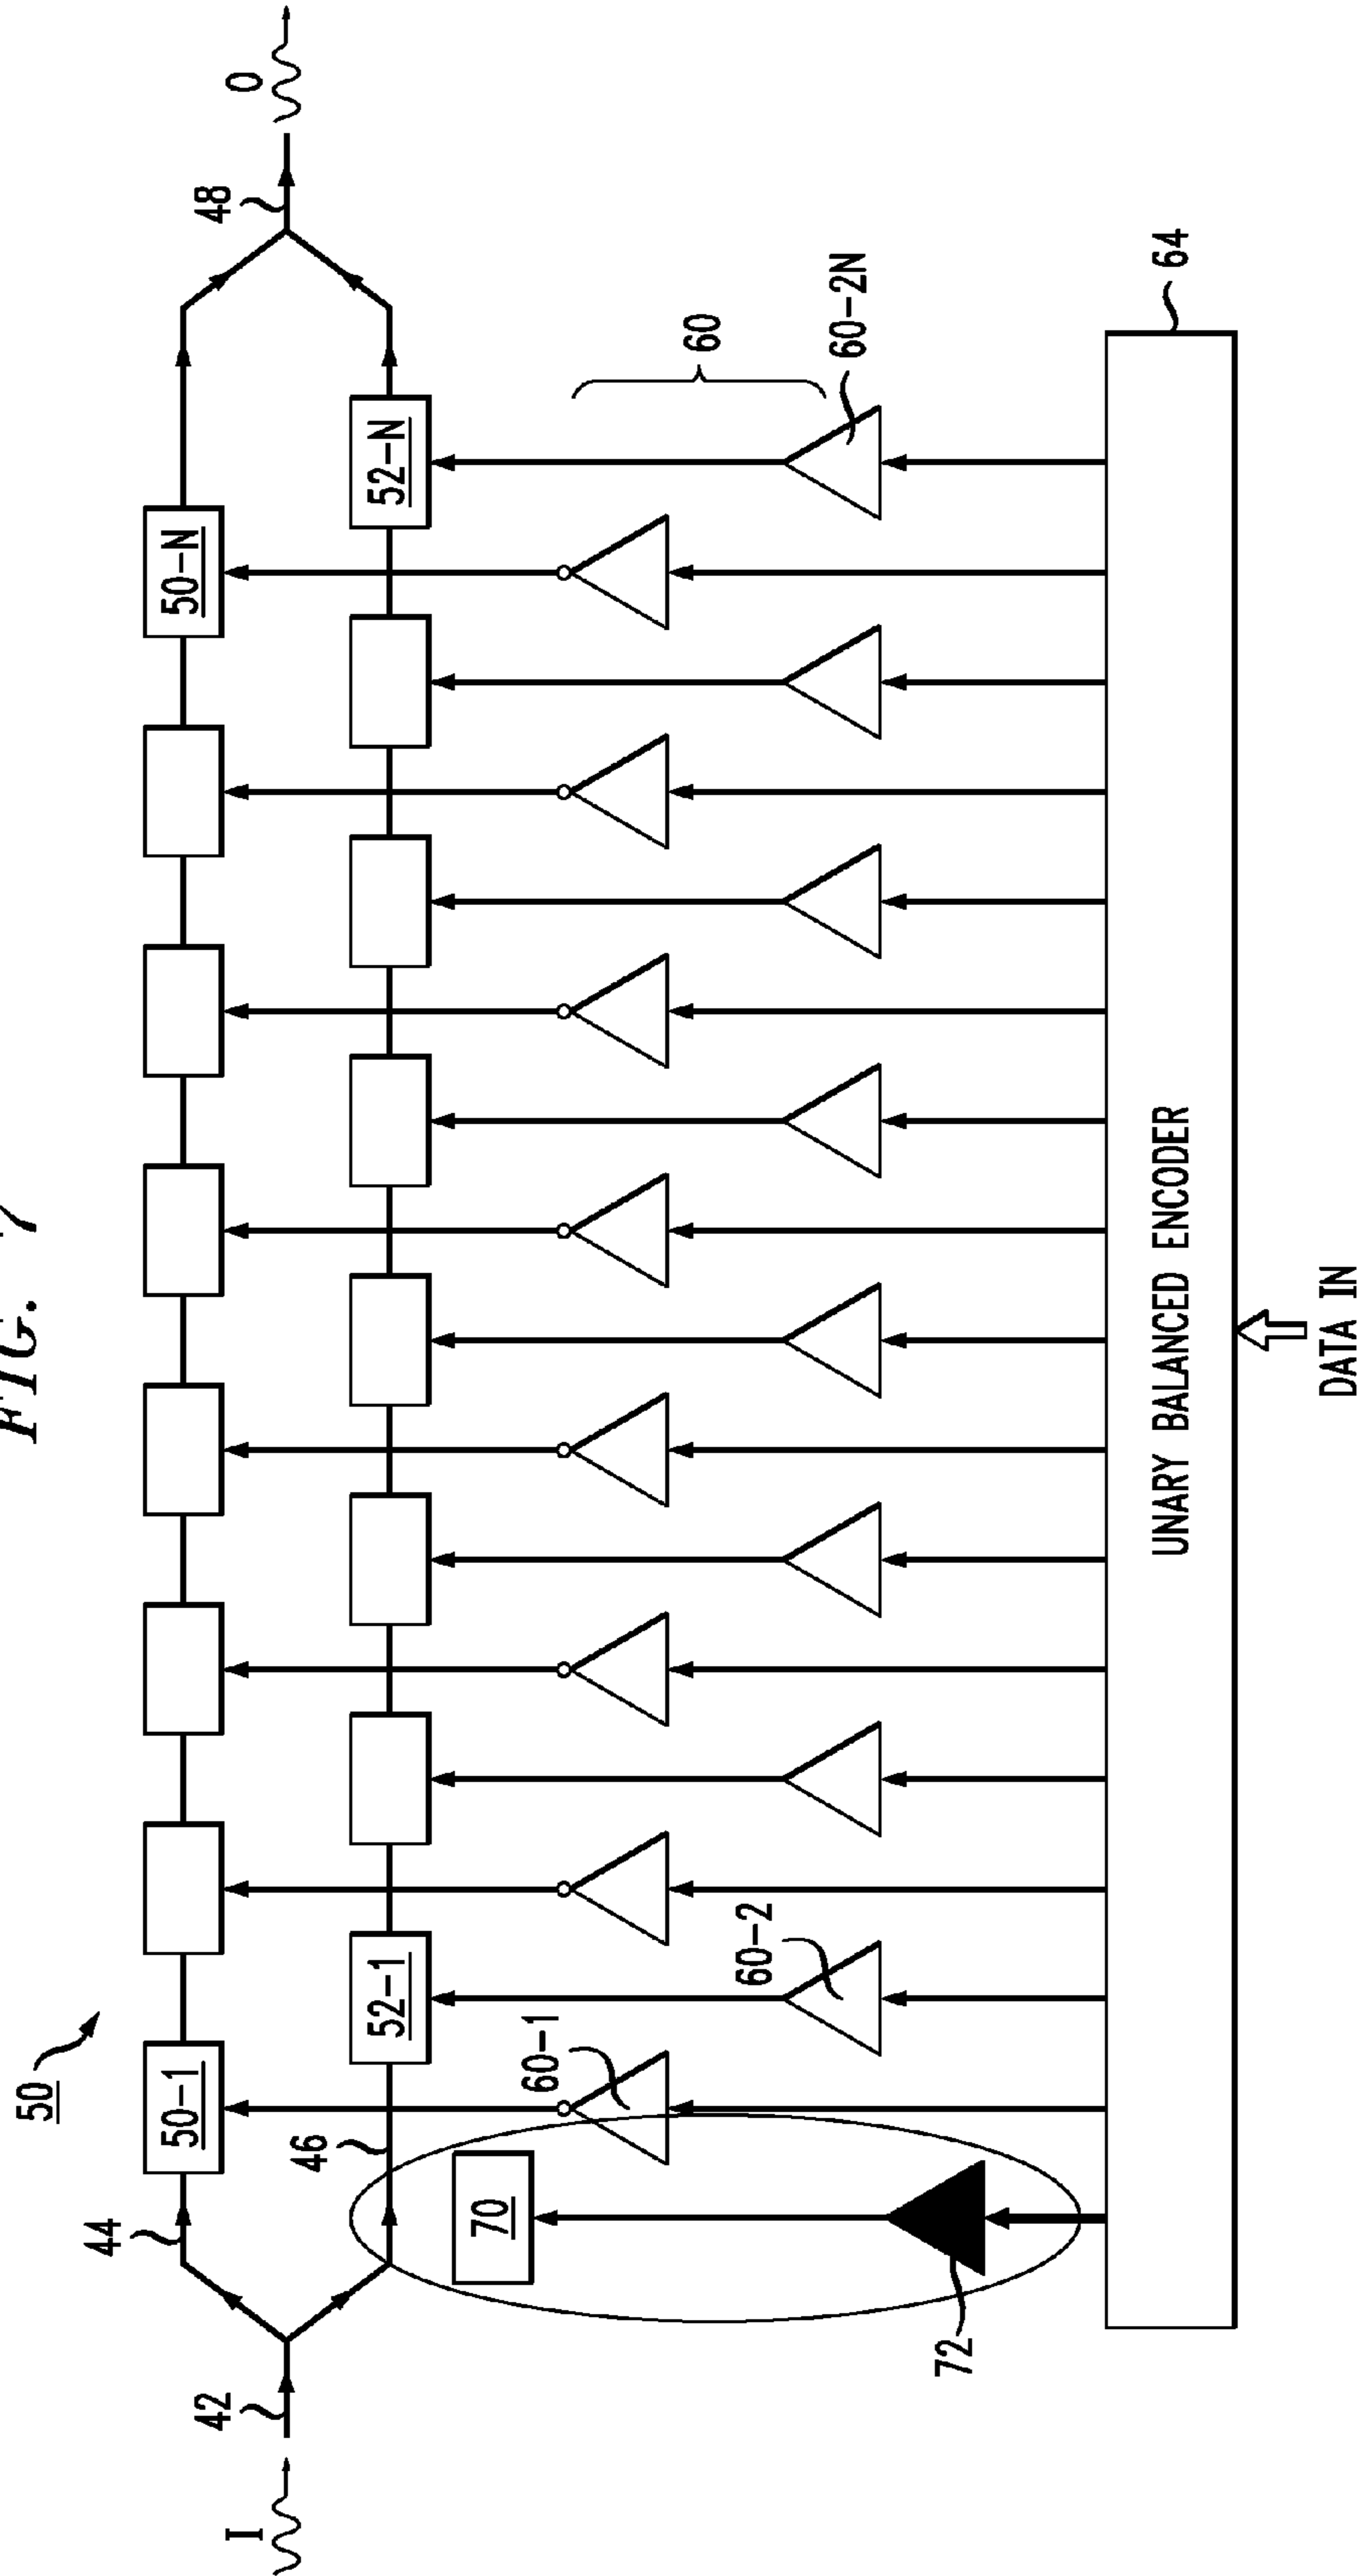 FIG. 7
50
I
42
44
46
50-1
52-1
50-N
52-N
48
O
60-1
60-2
60
60-2N
70
72
64
UNARY BALANCED ENCODER
DATA IN